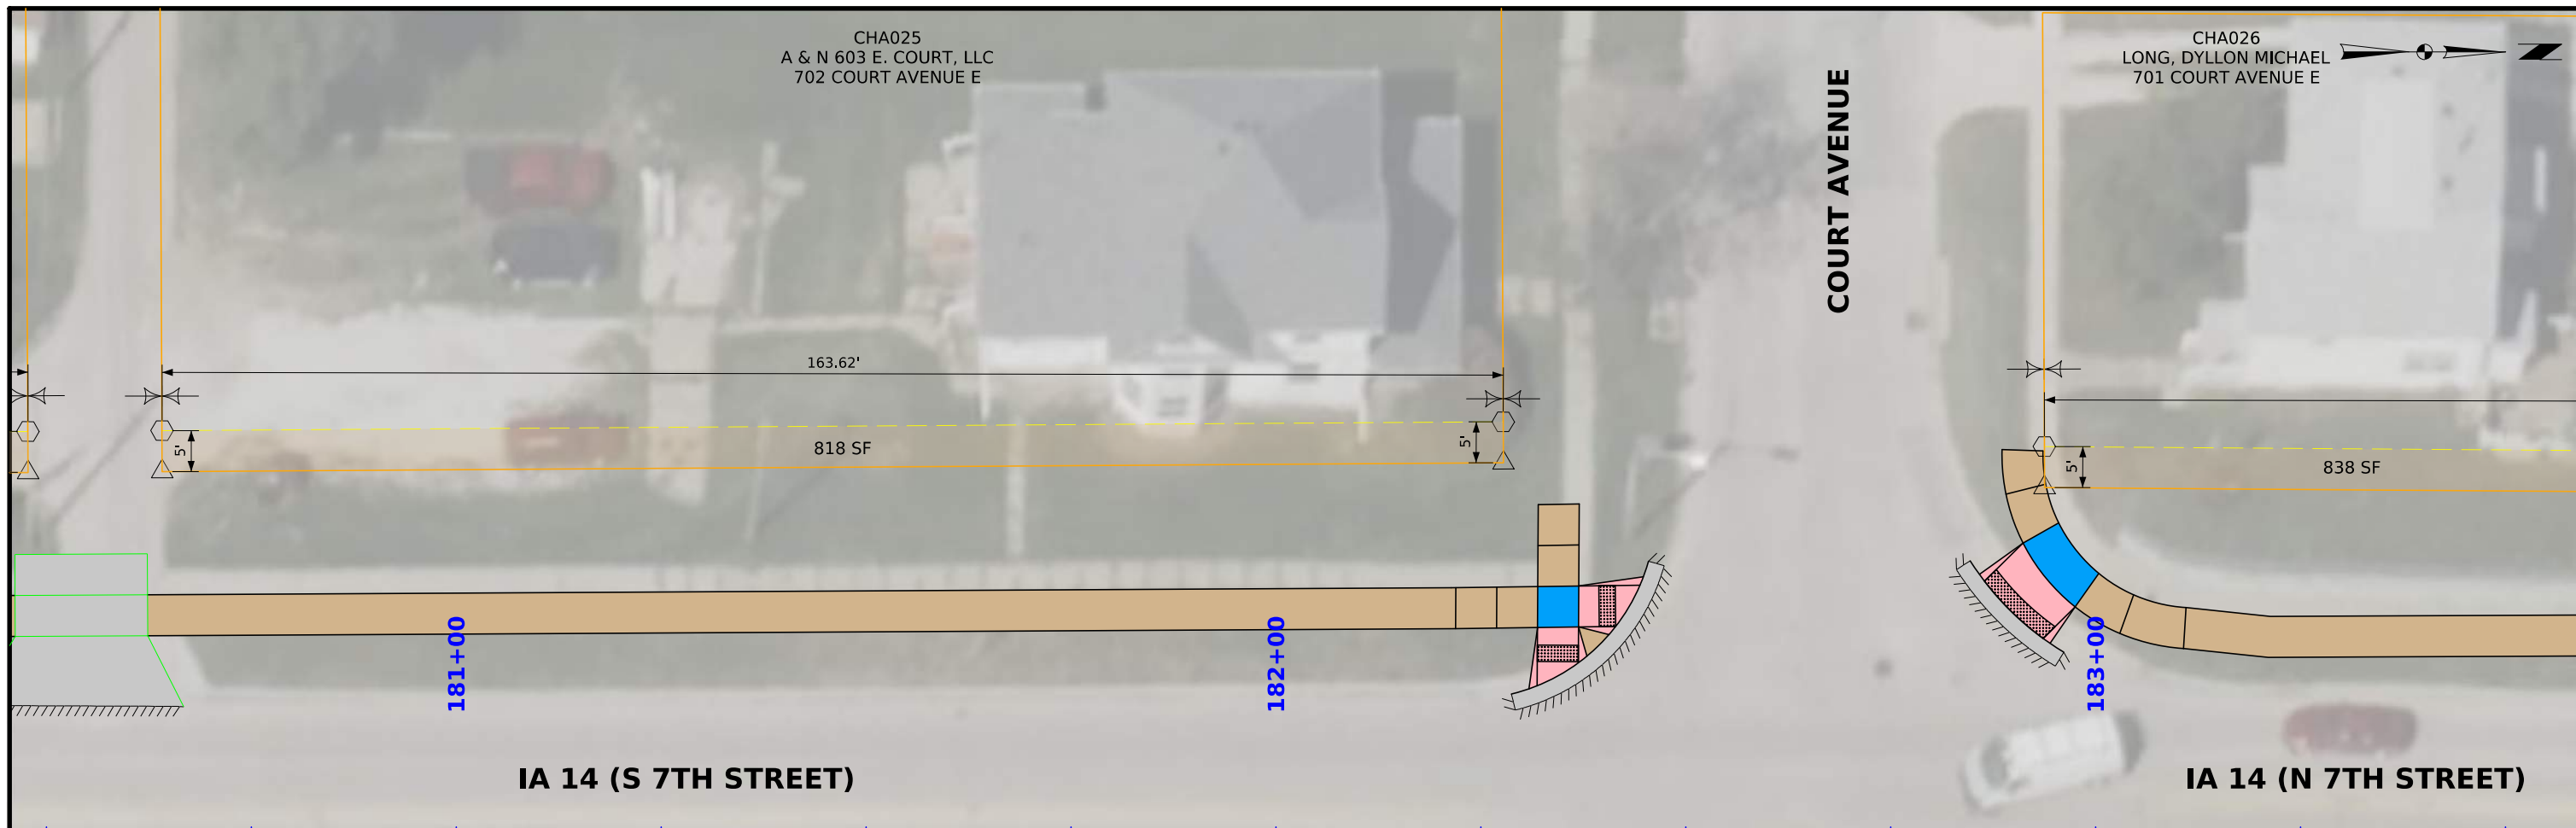 CHA025
A & N 603 E. COURT, LLC
702 COURT AVENUE E
CHA026
LONG, DYLLON MICHAEL
701 COURT AVENUE E
COURT AVENUE
163.62'
5'
818 SF
5'
5'
838 SF
181+00
182+00
183+00
IA 14 (S 7TH STREET)
IA 14 (N 7TH STREET)